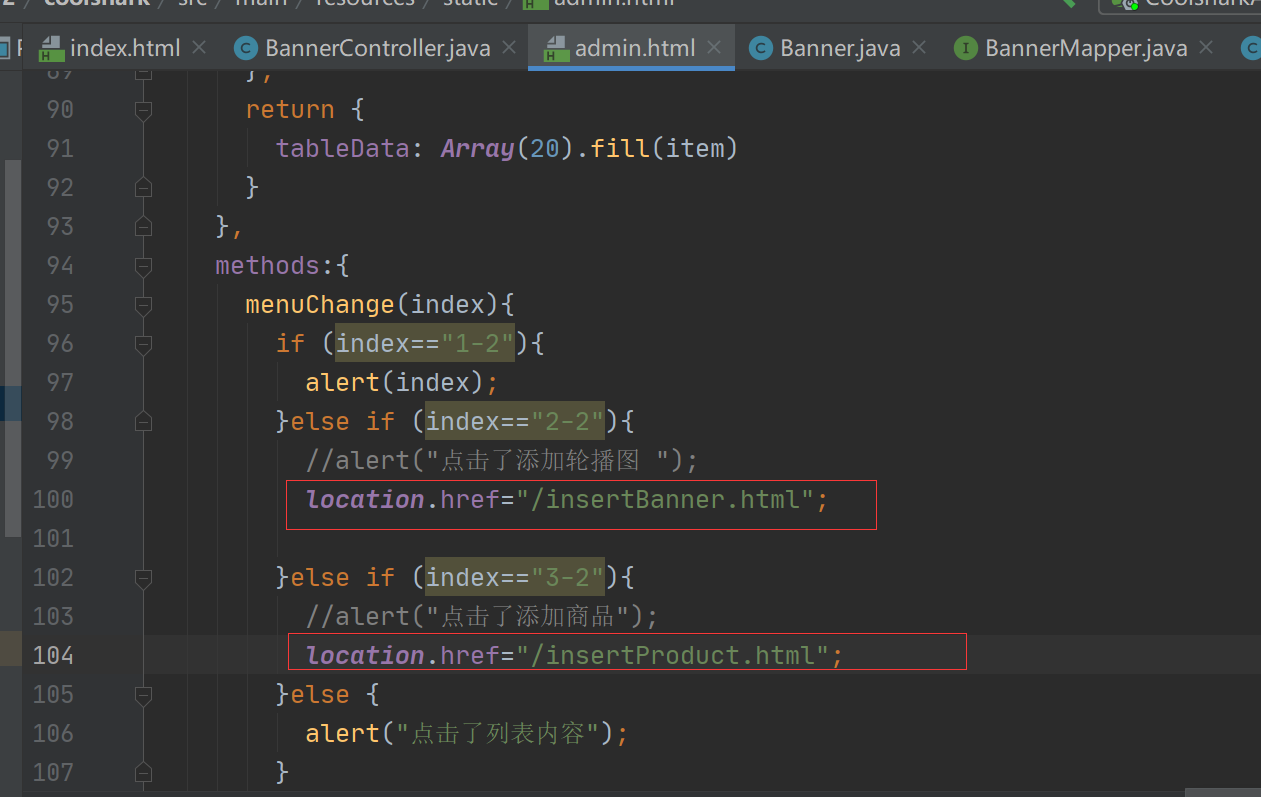 coolshark / src / main / resources / static / admin.html
index.html × BannerController.java × admin.html × Banner.java × BannerMapper.java ×
89 },
90 return {
91 tableData: Array(20).fill(item)
92 }
93 },
94 methods:{
95 menuChange(index){
96 if (index=="1-2"){
97 alert(index);
98 }else if (index=="2-2"){
99 //alert("点击了添加轮播图 ");
100 location.href="/insertBanner.html";
101
102 }else if (index=="3-2"){
103 //alert("点击了添加商品");
104 location.href="/insertProduct.html";
105 }else {
106 alert("点击了列表内容");
107 }